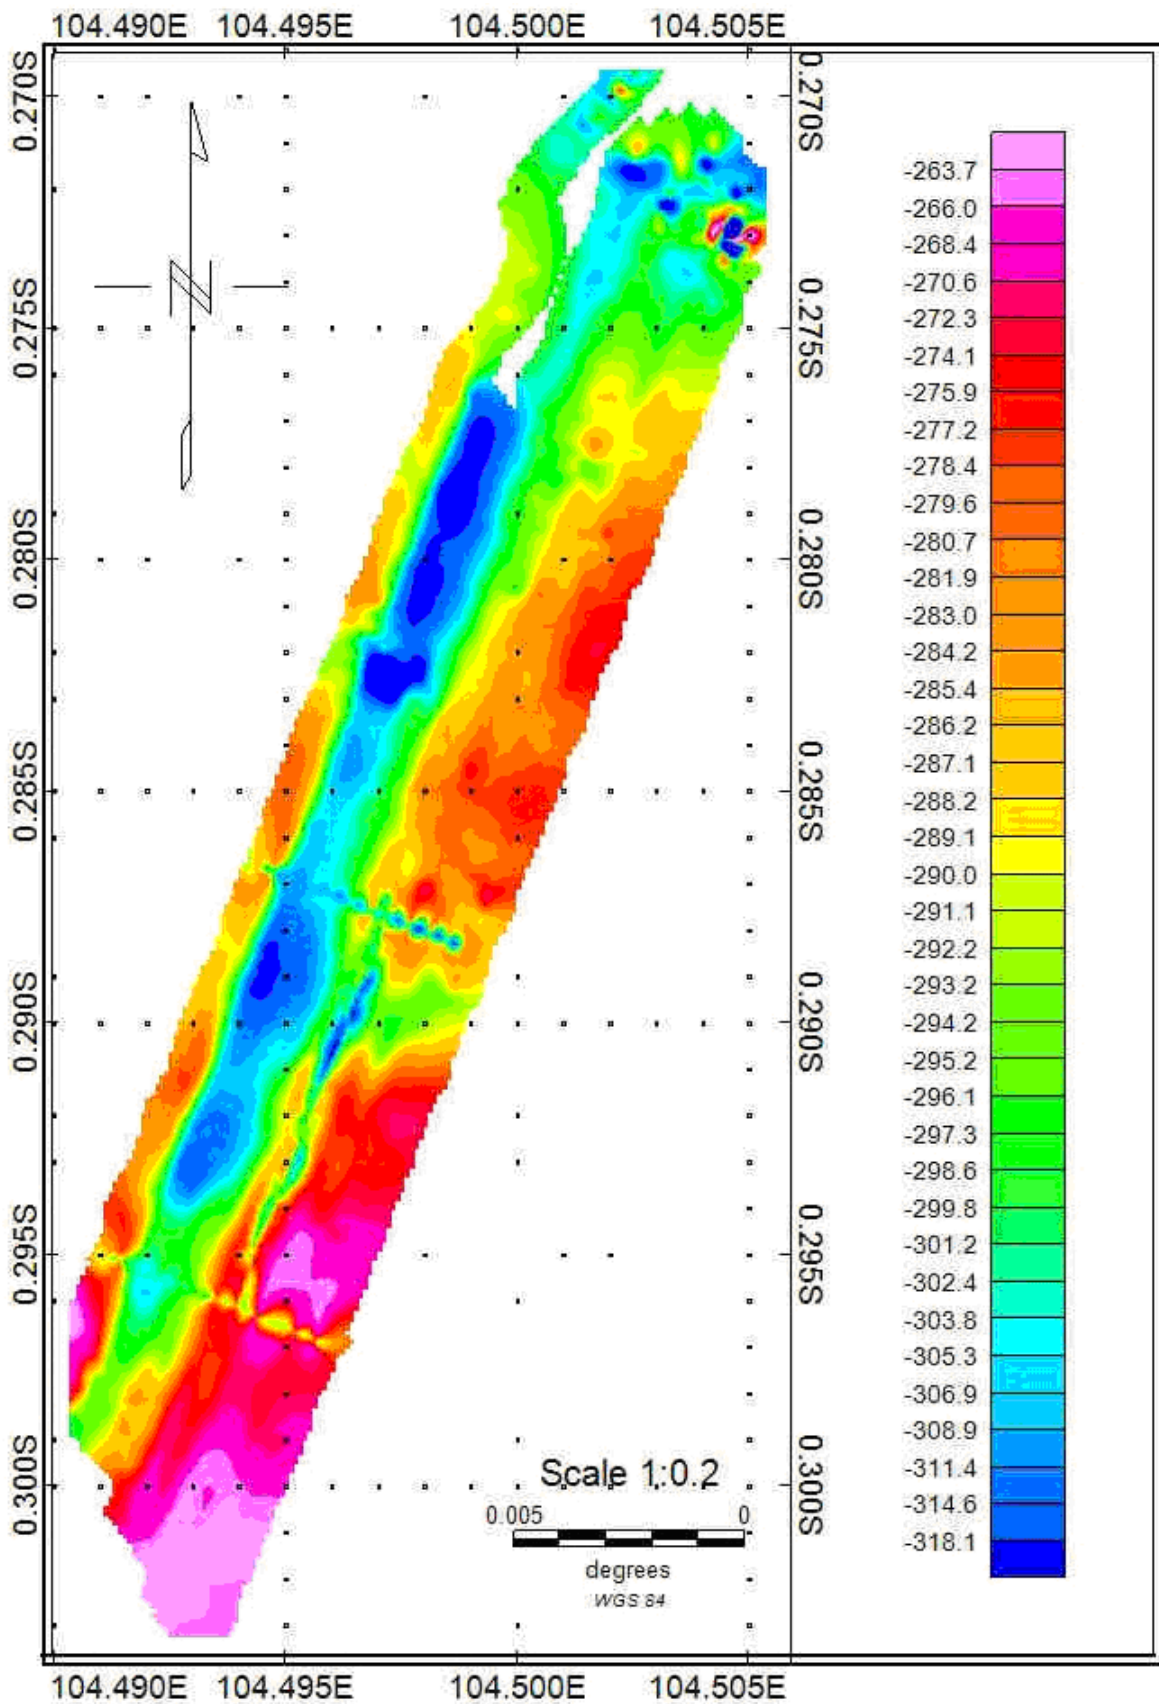 104.490E 104.495E 104.500E 104.505E
0.270S
0.275S
0.280S
0.285S
0.290S
0.295S
0.300S
N
0.270S
0.275S
0.280S
0.285S
0.290S
0.295S
0.300S
-263.7
-266.0
-268.4
-270.6
-272.3
-274.1
-275.9
-277.2
-278.4
-279.6
-280.7
-281.9
-283.0
-284.2
-285.4
-286.2
-287.1
-288.2
-289.1
-290.0
-291.1
-292.2
-293.2
-294.2
-295.2
-296.1
-297.3
-298.6
-299.8
-301.2
-302.4
-303.8
-305.3
-306.9
-308.9
-311.4
-314.6
-318.1
Scale 1:0.2
0.005 0
degrees
WGS 84
104.490E 104.495E 104.500E 104.505E